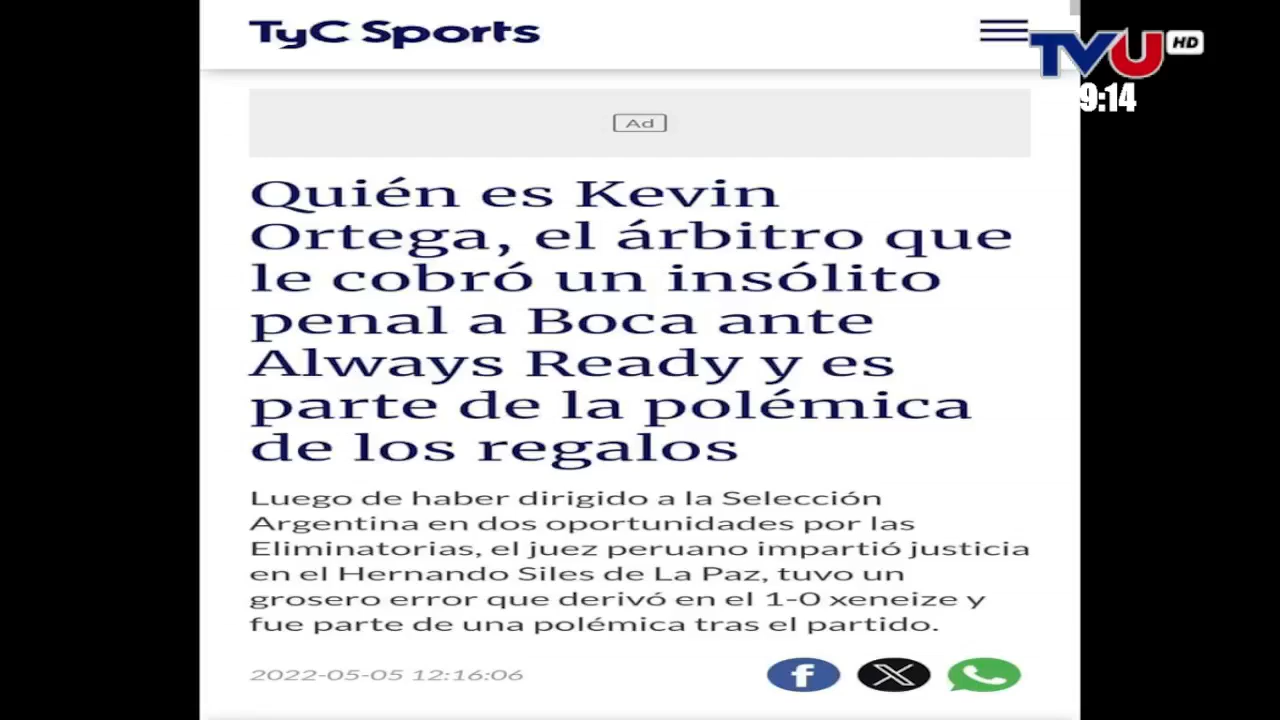 TyC Sports
TVU HD
9:14
Ad
Quién es Kevin
Ortega, el árbitro que
le cobró un insólito
penal a Boca ante
Always Ready y es
parte de la polémica
de los regalos
Luego de haber dirigido a la Selección
Argentina en dos oportunidades por las
Eliminatorias, el juez peruano impartió justicia
en el Hernando Siles de La Paz, tuvo un
grosero error que derivó en el 1-0 xeneize y
fue parte de una polémica tras el partido.
2022-05-05 12:16:06